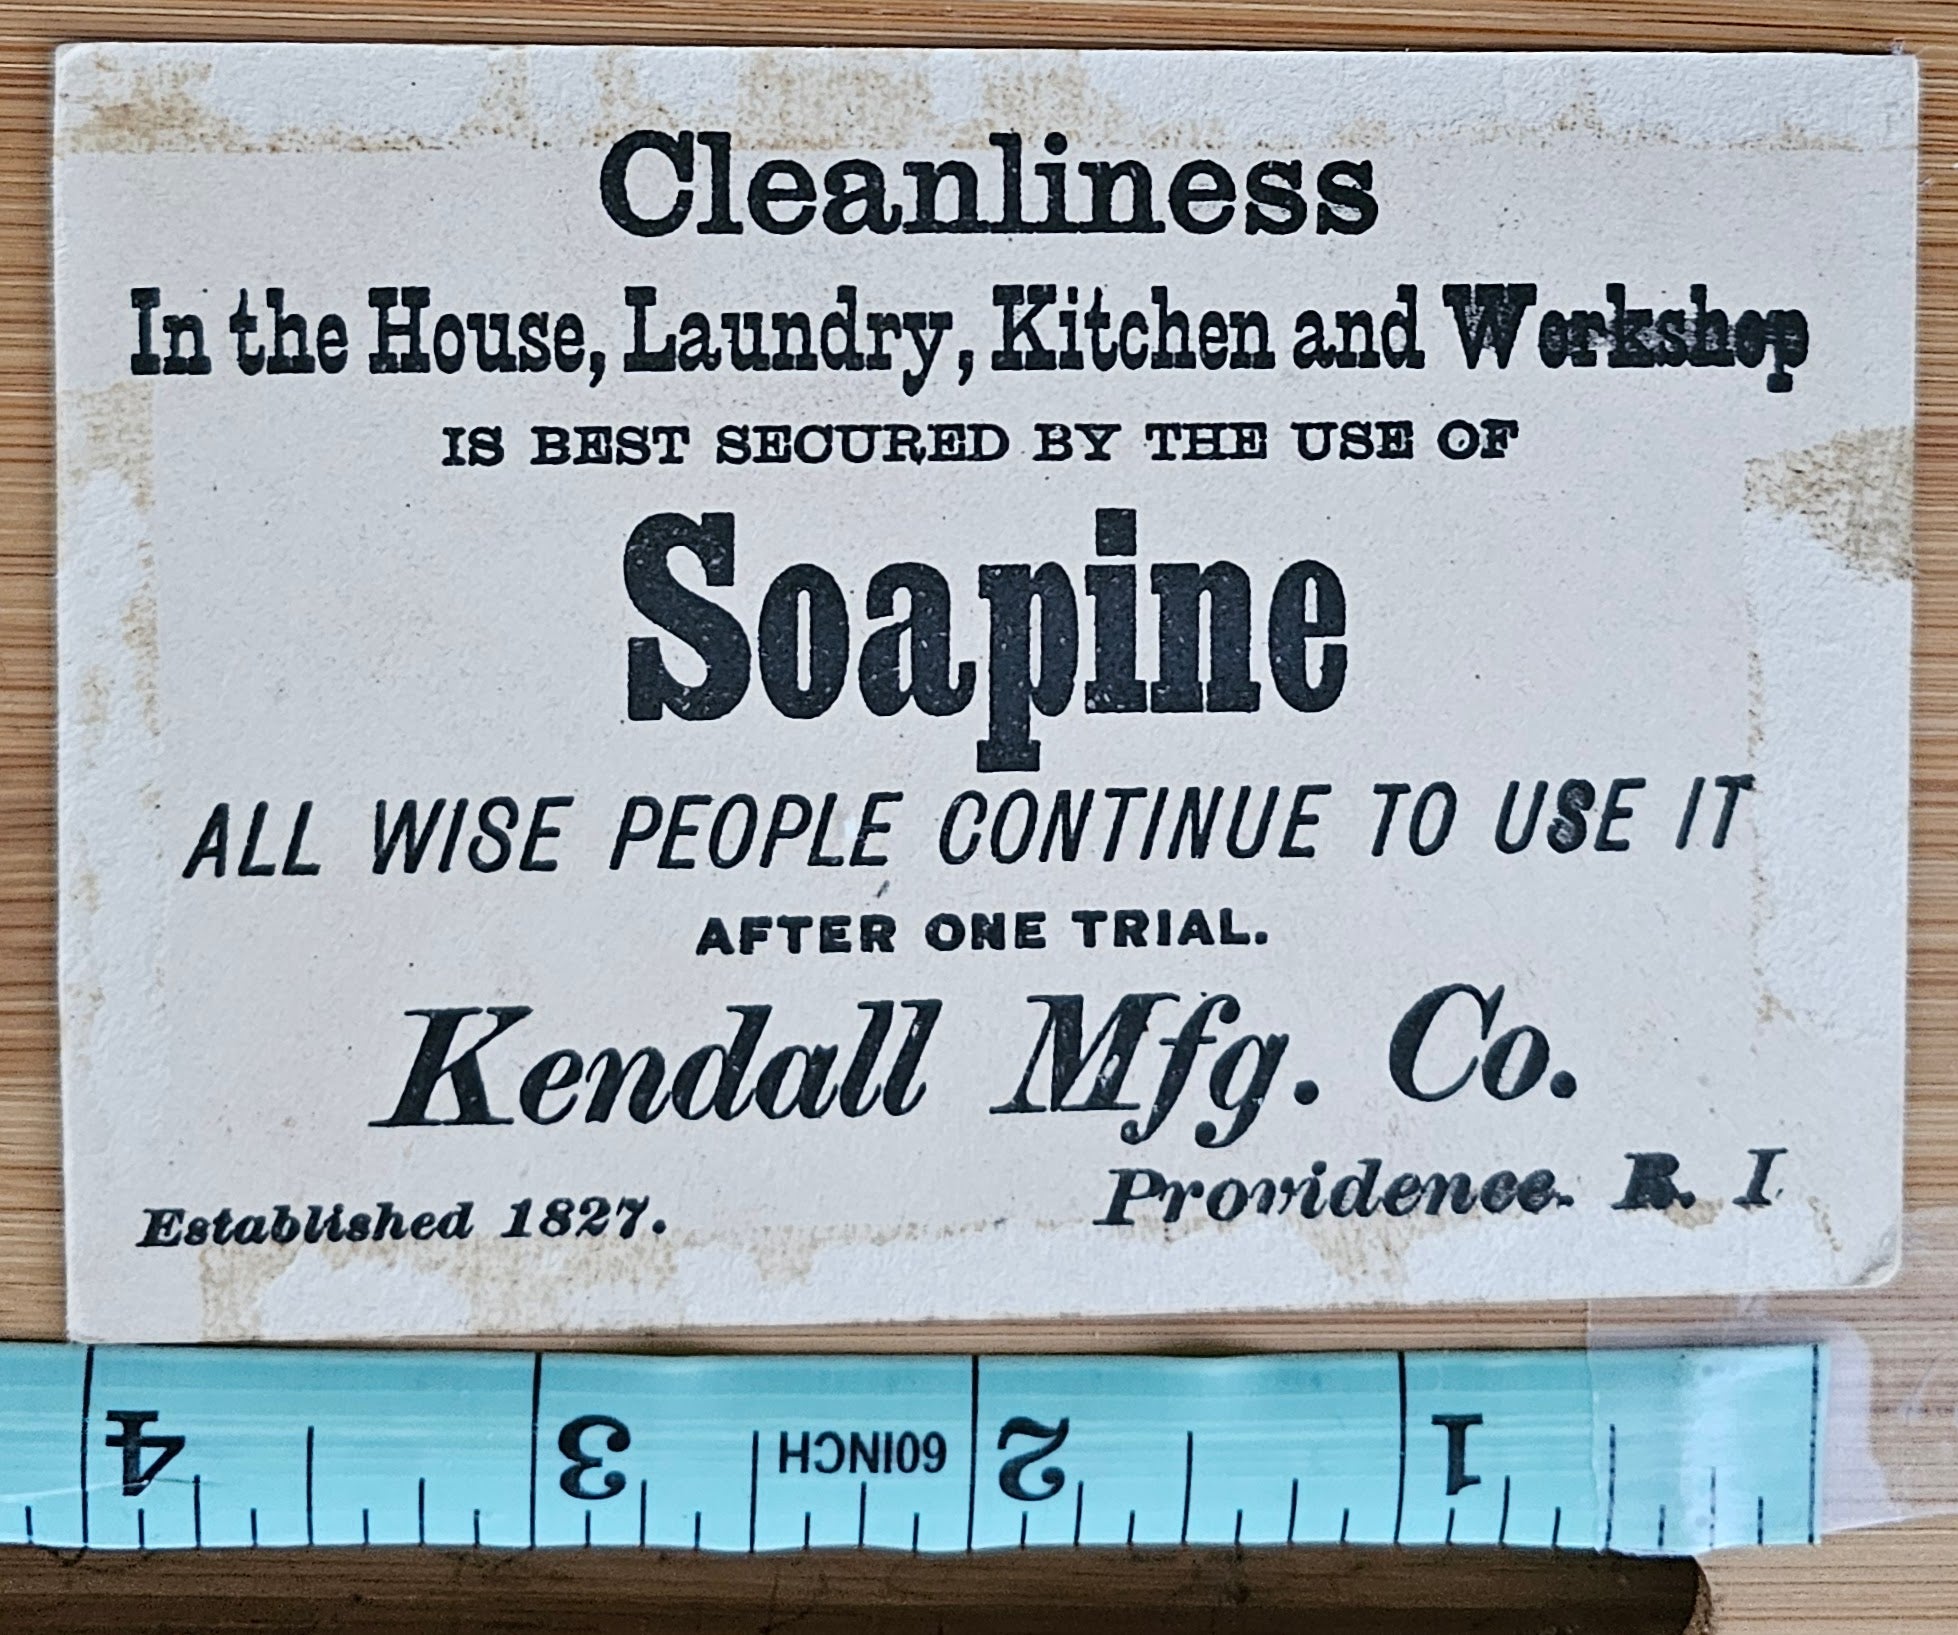 Cleanliness
In the House, Laundry, Kitchen and Workshop
IS BEST SECURED BY THE USE OF
Soapine
ALL WISE PEOPLE CONTINUE TO USE IT
AFTER ONE TRIAL.
Kendall Mfg. Co.
Established 1827.
Providence. R. I.
4 3 60INCH 2 1